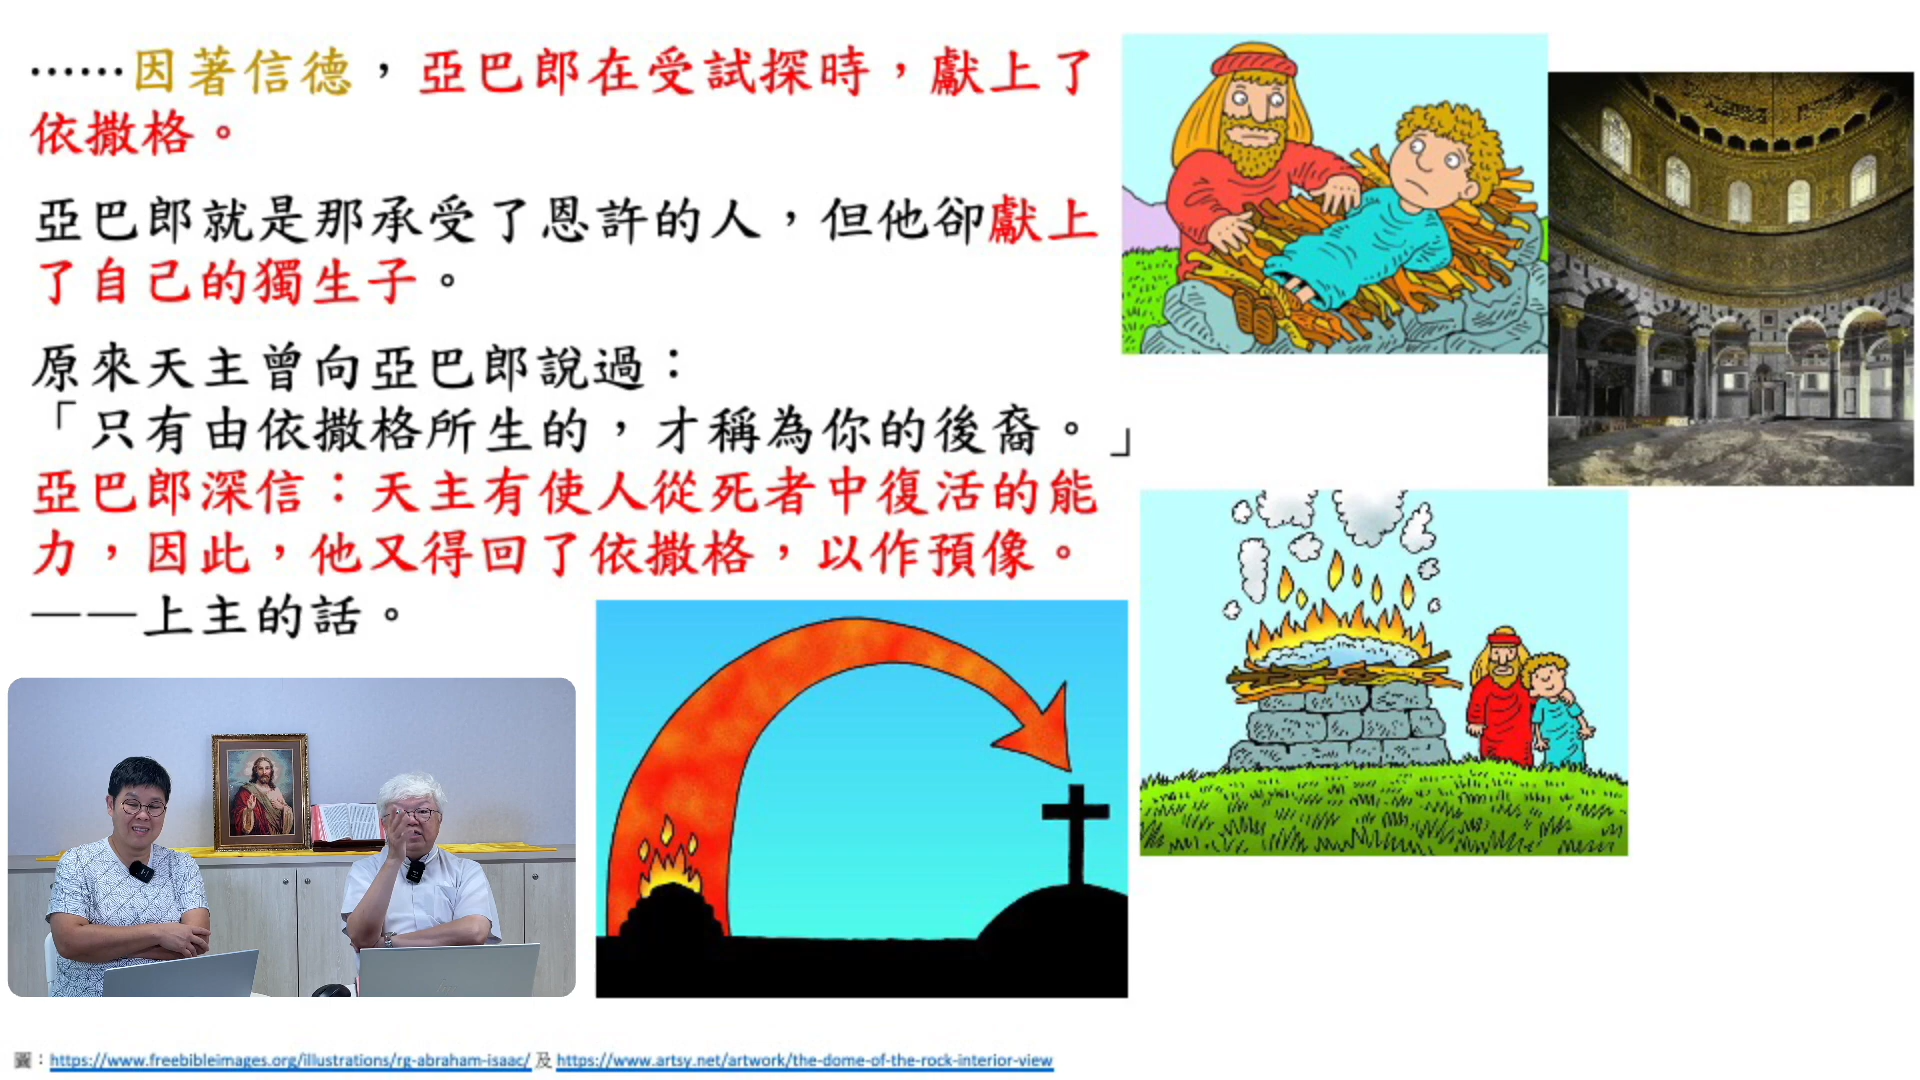 ……因著信德，亞巴郎在受試探時，獻上了
依撒格。
亞巴郎就是那承受了恩許的人，但他卻獻上
了自己的獨生子。
原來天主曾向亞巴郎說過：
「只有由依撒格所生的，才稱為你的後裔。」
亞巴郎深信：天主有使人從死者中復活的能
力，因此，他又得回了依撒格，以作預像。
——上主的話。
圖：https://www.freebibleimages.org/illustrations/rg-abraham-isaac/ 及 https://www.artsy.net/artwork/the-dome-of-the-rock-interior-view